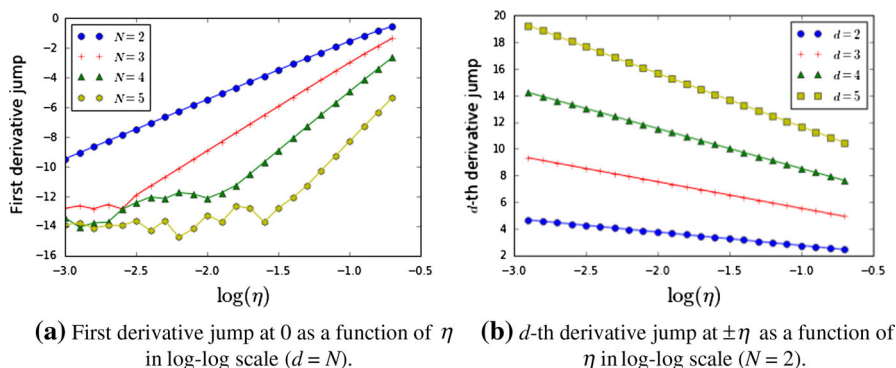 0
−2
−4
−6
−8
−10
−12
−14
−16
First derivative jump
N = 2
N = 3
N = 4
N = 5
−3.0 −2.5 −2.0 −1.5 −1.0 −0.5
log(η)
20
18
16
14
12
10
8
6
4
2
d-th derivative jump
d = 2
d = 3
d = 4
d = 5
−3.0 −2.5 −2.0 −1.5 −1.0 −0.5
log(η)
(a) First derivative jump at 0 as a function of η
in log-log scale (d = N).
(b) d-th derivative jump at ±η as a function of
η in log-log scale (N = 2).